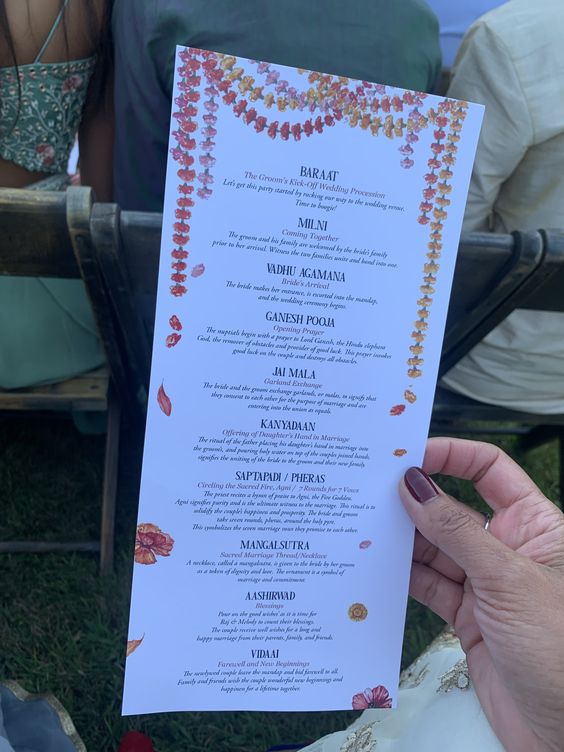 BARAAT
The Groom's Kick-Off Wedding Procession
Let's get this party started by rocking our way to the wedding venue.
Time to boogie!
MILNI
Coming Together
The groom and his family are welcomed by the bride's family
prior to her arrival. Witness the two families unite and bond into one.
VADHU AGAMANA
Bride's Arrival
The bride makes her entrance, is escorted into the mandap,
and the wedding ceremony begins.
GANESH POOJA
Opening Prayer
The nuptials begin with a prayer to Lord Ganesh, the Hindu elephant
God, the remover of obstacles and provider of good luck. This prayer invokes
good luck on the couple and destroys all obstacles.
JAI MALA
Garland Exchange
The bride and the groom exchange garlands, or malas, to signify that
they consent to each other for the purpose of marriage and are
entering into the union as equals.
KANYADAAN
Offering of Daughter's Hand in Marriage
The ritual of the father placing his daughter's hand in marriage into
the groom's, and pouring holy water on top of the couple's joined hands,
signifies the uniting of the bride to the groom and their new family.
SAPTAPADI / PHERAS
Circling the Sacred Fire, Agni / 7 Rounds for 7 Vows
The priest recites a hymn of praise to Agni, the Fire Goddess.
Agni signifies purity and is the ultimate witness to the marriage. This ritual is to
solidify the couple's happiness and prosperity. The bride and groom
take seven rounds, pheras, around the holy pyre.
This symbolizes the seven marriage vows they promise to each other.
MANGALSUTRA
Sacred Marriage Thread/Necklace
A necklace, called a mangalsutra, is given to the bride by her groom
as a token of dignity and love. The ornament is a symbol of
marriage and commitment.
AASHIRWAD
Blessings
Pour on the good wishes' as it is time for
Raj & Melody to count their blessings.
The couple receive well wishes for a long and
happy marriage from their parents, family, and friends.
VIDAAI
Farewell and New Beginnings
The newlywed couple leave the mandap and bid farewell to all.
Family and friends wish the couple wonderful new beginnings and
happiness for a lifetime together.